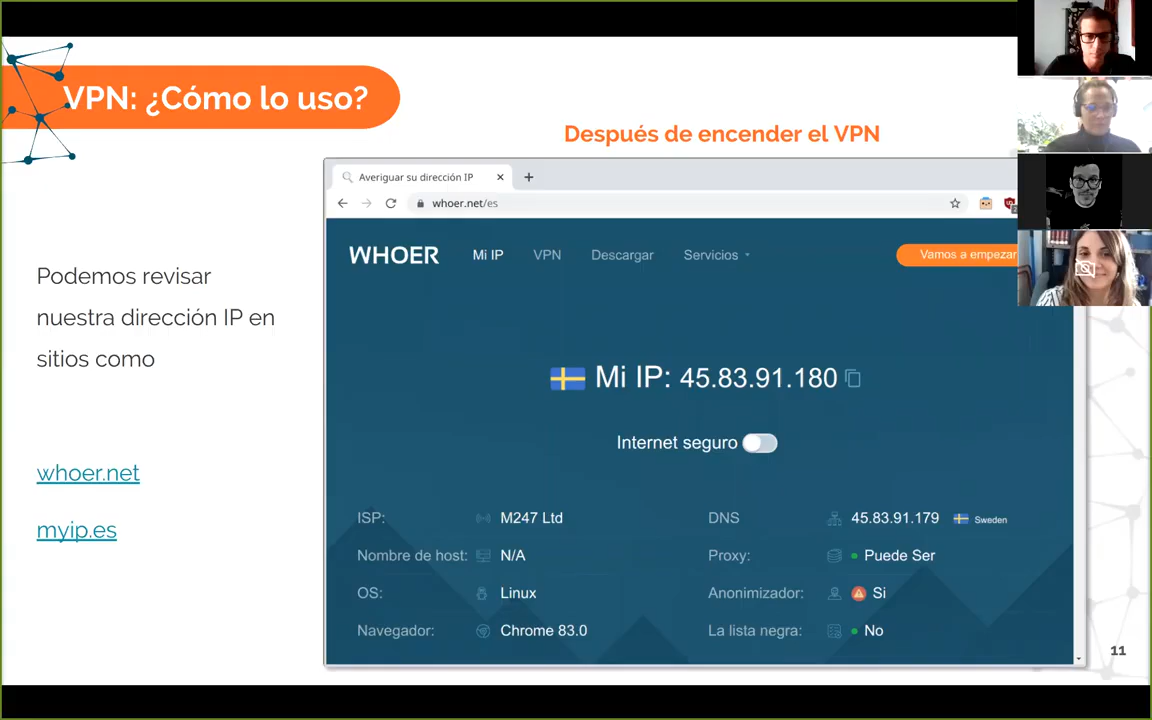 VPN: ¿Cómo lo uso?
Después de encender el VPN
Podemos revisar
nuestra dirección IP en
sitios como
whoer.net
myip.es
Averiguar su dirección IP
whoer.net/es
WHOER
Mi IP
VPN
Descargar
Servicios
Vamos a empezar
Mi IP: 45.83.91.180
Internet seguro
ISP: M247 Ltd
Nombre de host: N/A
OS: Linux
Navegador: Chrome 83.0
DNS 45.83.91.179 Sweden
Proxy: Puede Ser
Anonimizador: Si
La lista negra: No
11